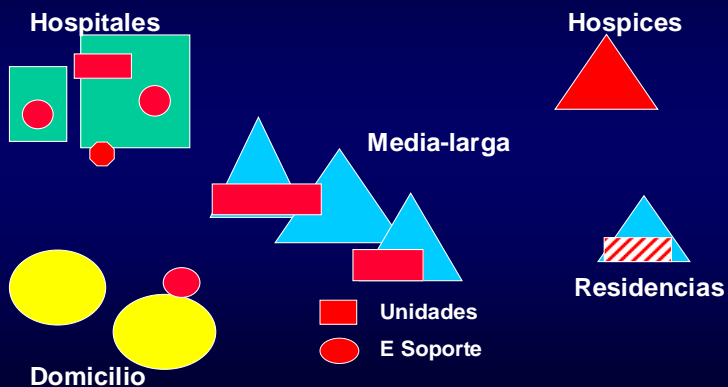 Hospitales
Hospices
Media-larga
Residencias
Unidades
E Soporte
Domicilio